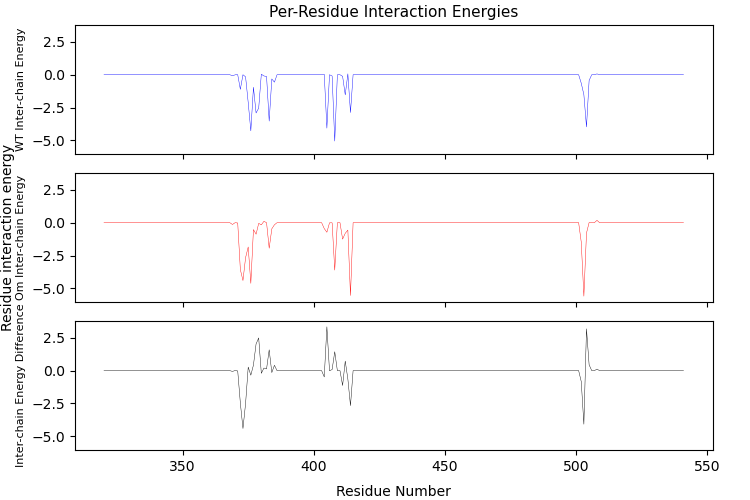 Per-Residue Interaction Energies
WT Inter-chain Energy
2.5
0.0
−2.5
−5.0
Residue interaction energy
Om Inter-chain Energy
2.5
0.0
−2.5
−5.0
Inter-chain Energy Difference
2.5
0.0
−2.5
−5.0
350
400
450
500
550
Residue Number